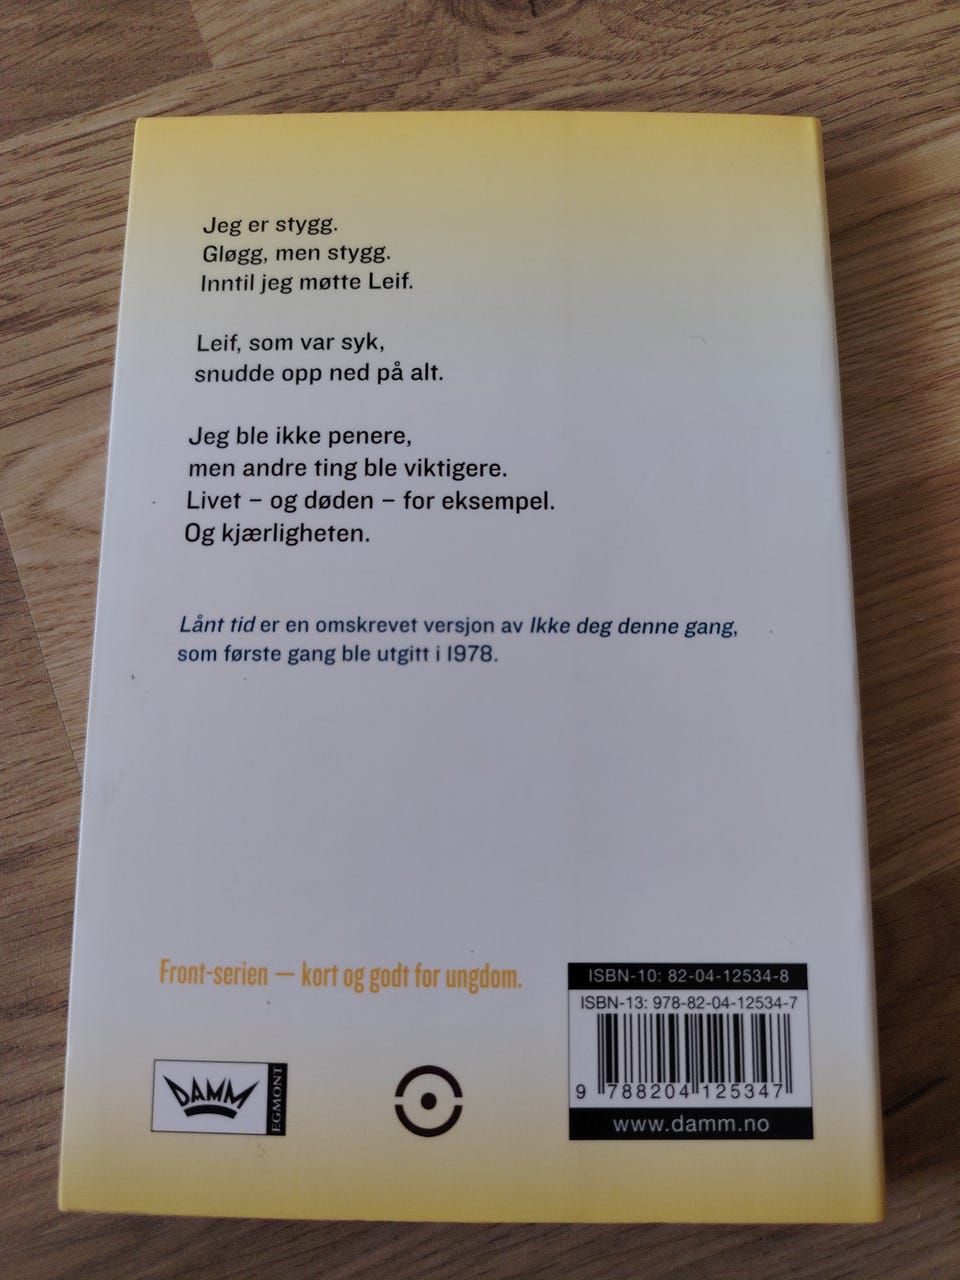 Jeg er stygg.
Gløgg, men stygg.
Inntil jeg møtte Leif.
Leif, som var syk,
snudde opp ned på alt.
Jeg ble ikke penere,
men andre ting ble viktigere.
Livet – og døden – for eksempel.
Og kjærligheten.
Lånt tid er en omskrevet versjon av Ikke deg denne gang,
som første gang ble utgitt i 1978.
Front-serien – kort og godt for ungdom.
DAMM
EGMONT
ISBN-10: 82-04-12534-8
ISBN-13: 978-82-04-12534-7
9 788204 125347
www.damm.no